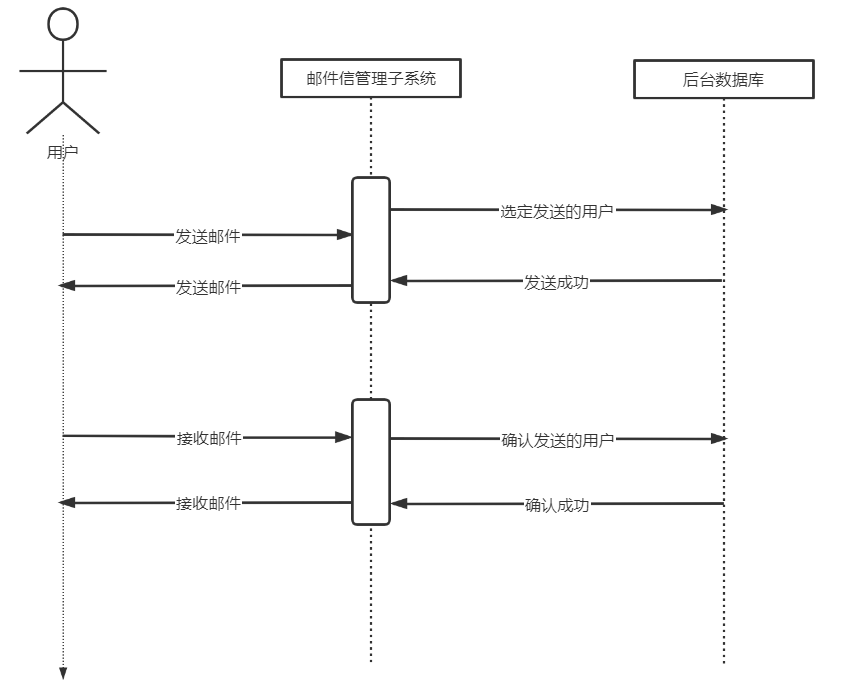 邮件信管理子系统
后台数据库
用户
选定发送的用户
发送邮件
发送成功
发送邮件
接收邮件
确认发送的用户
接收邮件
确认成功